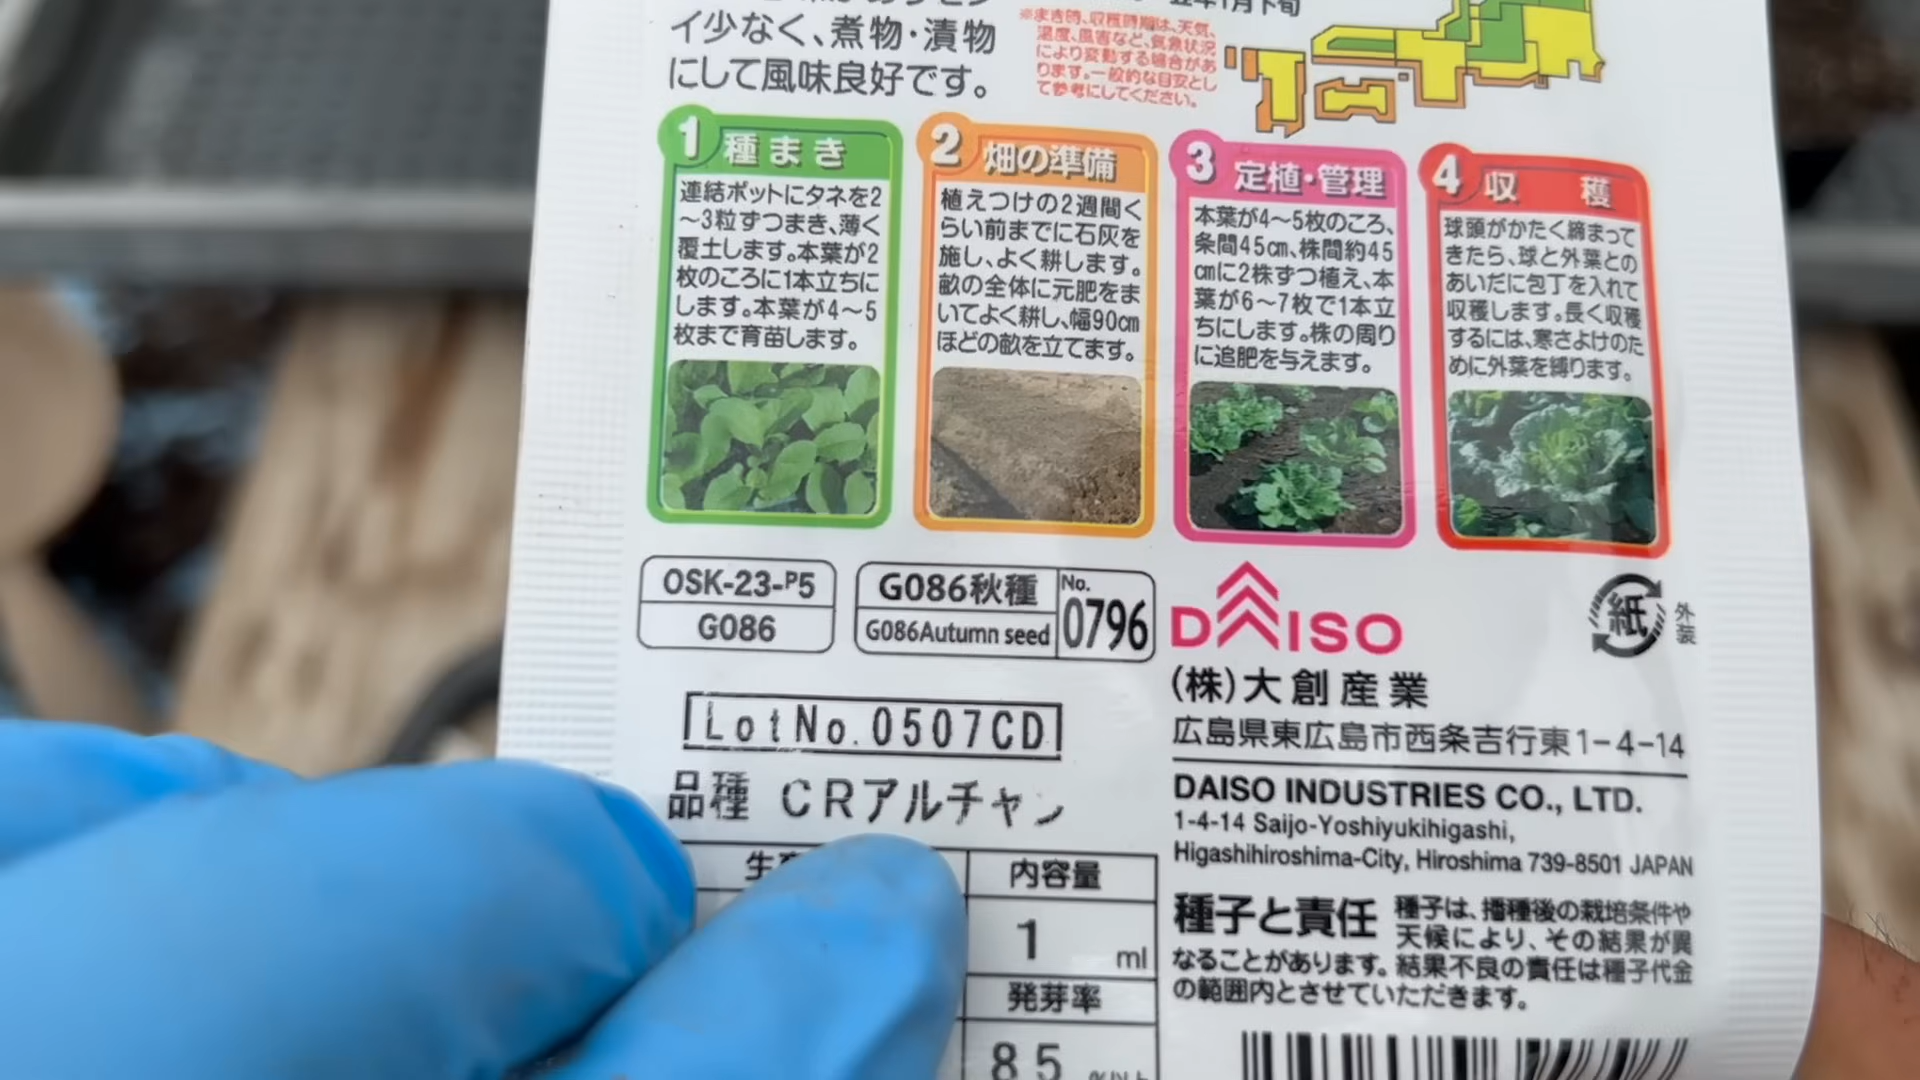 イ少なく、煮物・漬物
にして風味良好です。
※まき時、収穫時期は、天気、
温度、風害など、気象状況
により変動する場合があ
ります。一般的な目安とし
て参考にしてください。
1 種まき
連結ポットにタネを2
～3粒ずつまき、薄く
覆土します。本葉が2
枚のころに1本立ちに
します。本葉が4～5
枚まで育苗します。
2 畑の準備
植えつけの2週間く
らい前までに石灰を
施し、よく耕します。
畝の全体に元肥をま
いてよく耕し、幅90cm
ほどの畝を立てます。
3 定植・管理
本葉が4～5枚のころ、
条間45cm、株間約45
cmに2株ずつ植え、本
葉が6～7枚で1本立
ちにします。株の周り
に追肥を与えます。
4 収穫
球頭がかたく締まって
きたら、球と外葉との
あいだに包丁を入れて
収穫します。長く収穫
するには、寒さよけのた
めに外葉を縛ります。
OSK-23-P5
G086
G086秋種
G086Autumn seed
No.
0796
DAISO
紙
外装
(株)大創産業
広島県東広島市西条吉行東1-4-14
DAISO INDUSTRIES CO., LTD.
1-4-14 Saijo-Yoshiyukihigashi,
Higashihiroshima-City, Hiroshima 739-8501 JAPAN
LotNo.0507CD
品種 CRアルチャン
内容量
1 ml
発芽率
85
種子と責任 種子は、播種後の栽培条件や
天候により、その結果が異
なることがあります。結果不良の責任は種子代金
の範囲内とさせていただきます。